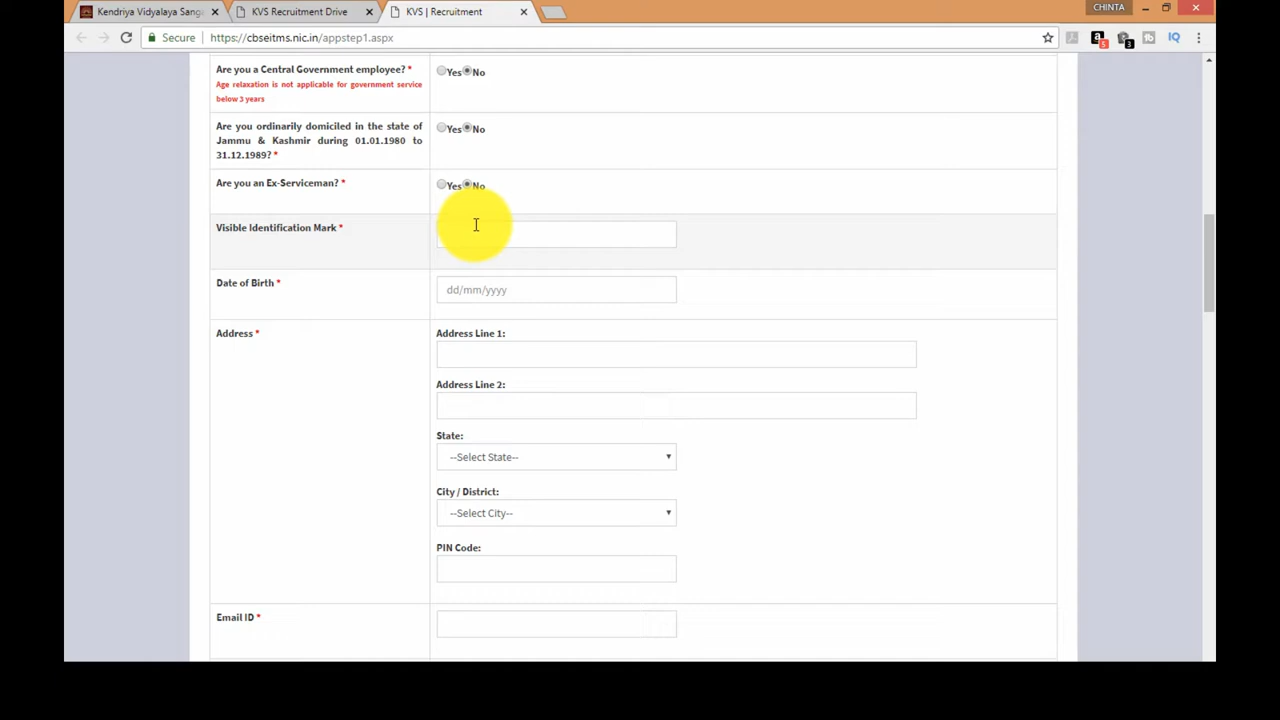 Kendriya Vidyalaya Sang
KVS Recruitment Drive
KVS | Recruitment
CHINTA
Secure
https://cbseitms.nic.in/appstep1.aspx
5
3
tb
IQ
Are you a Central Government employee? *
Yes No
Age relaxation is not applicable for government service
below 3 years
Are you ordinarily domiciled in the state of
Yes No
Jammu & Kashmir during 01.01.1980 to
31.12.1989? *
Are you an Ex-Serviceman? *
Yes No
Visible Identification Mark *
Date of Birth *
dd/mm/yyyy
Address *
Address Line 1:
Address Line 2:
State:
--Select State--
City / District:
--Select City--
PIN Code:
Email ID *